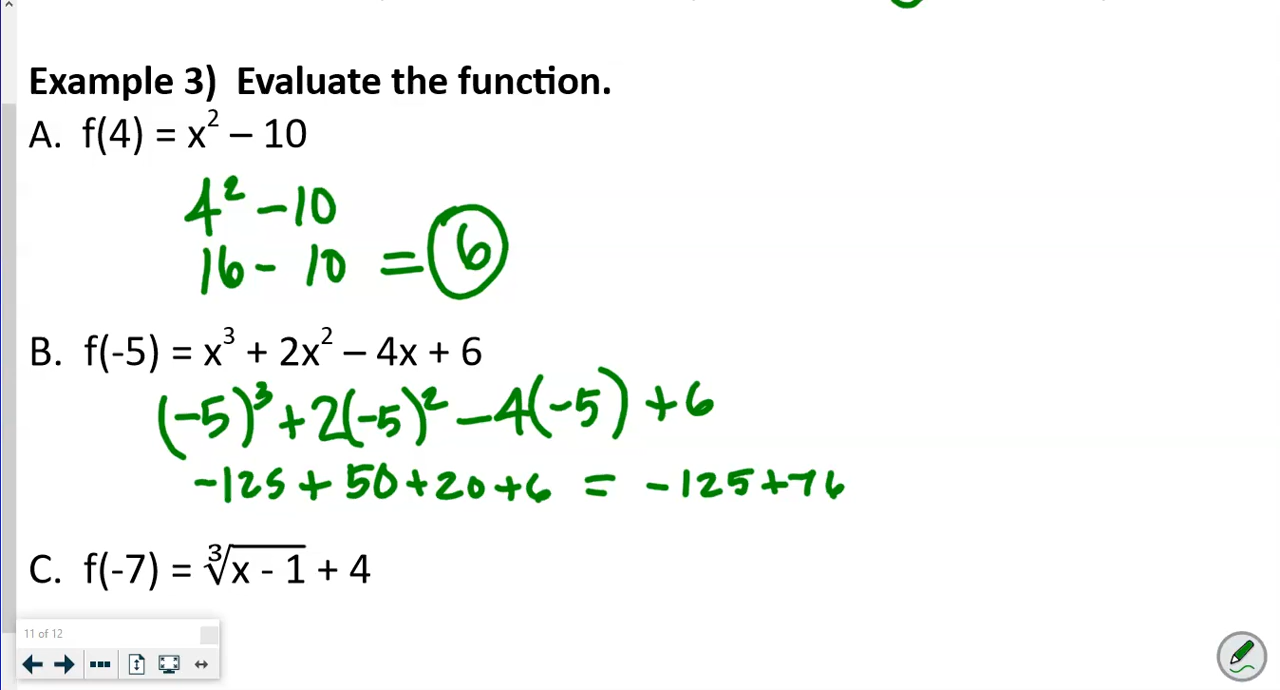 Example 3) Evaluate the function.
A. f(4) = x² – 10
4² – 10
16 – 10 = 6
B. f(-5) = x³ + 2x² – 4x + 6
(-5)³ + 2(-5)² – 4(-5) + 6
-125 + 50 + 20 + 6 = -125 + 76
C. f(-7) = ∛(x - 1) + 4
11 of 12